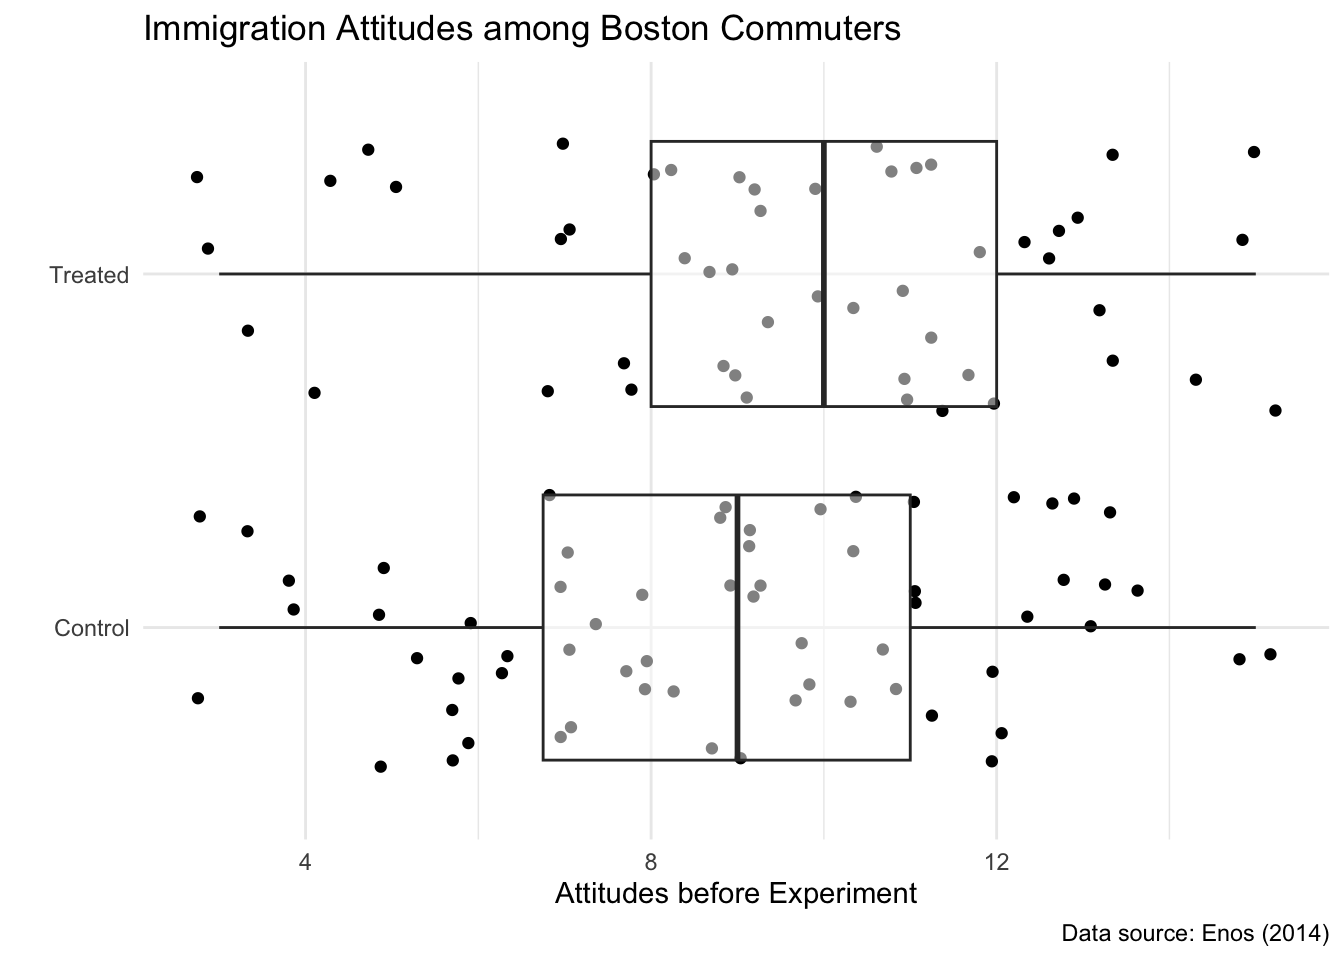 Immigration Attitudes among Boston Commuters
Treated
Control
4 8 12
Attitudes before Experiment
Data source: Enos (2014)